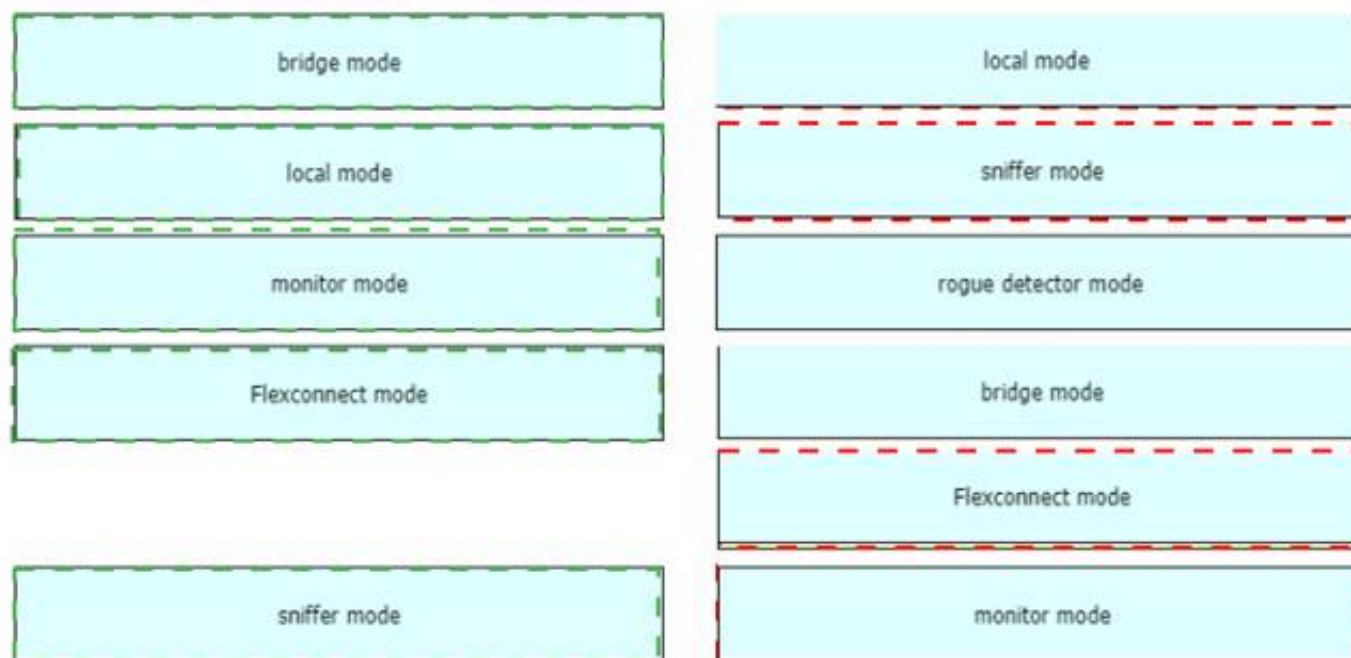 bridge mode
local mode
local mode
sniffer mode
monitor mode
rogue detector mode
Flexconnect mode
bridge mode
Flexconnect mode
sniffer mode
monitor mode